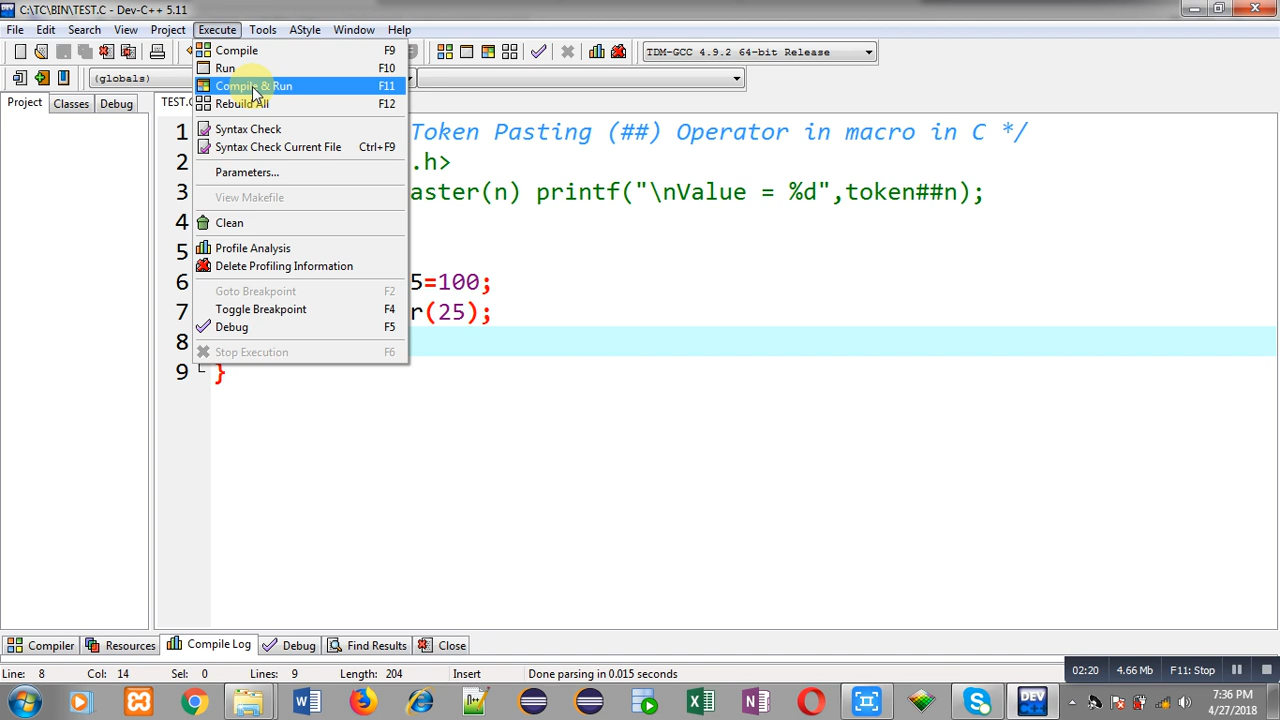 C:\TC\BIN\TEST.C - Dev-C++ 5.11
File Edit Search View Project Execute Tools AStyle Window Help
TDM-GCC 4.9.2 64-bit Release
(globals)
Project Classes Debug
TEST.C
Compile F9
Run F10
Compile & Run F11
Rebuild All F12
Syntax Check
Syntax Check Current File Ctrl+F9
Parameters...
View Makefile
Clean
Profile Analysis
Delete Profiling Information
Goto Breakpoint F2
Toggle Breakpoint F4
Debug F5
Stop Execution F6
1 Token Pasting (##) Operator in macro in C */
2 .h>
3 aster(n) printf("\nValue = %d",token##n);
4
5
6 5=100;
7 r(25);
8
9 }
Compiler Resources Compile Log Debug Find Results Close
Line: 8 Col: 14 Sel: 0 Lines: 9 Length: 204 Insert Done parsing in 0.015 seconds
02:20 4.66 Mb F11: Stop
DEV
7:36 PM
4/27/2018